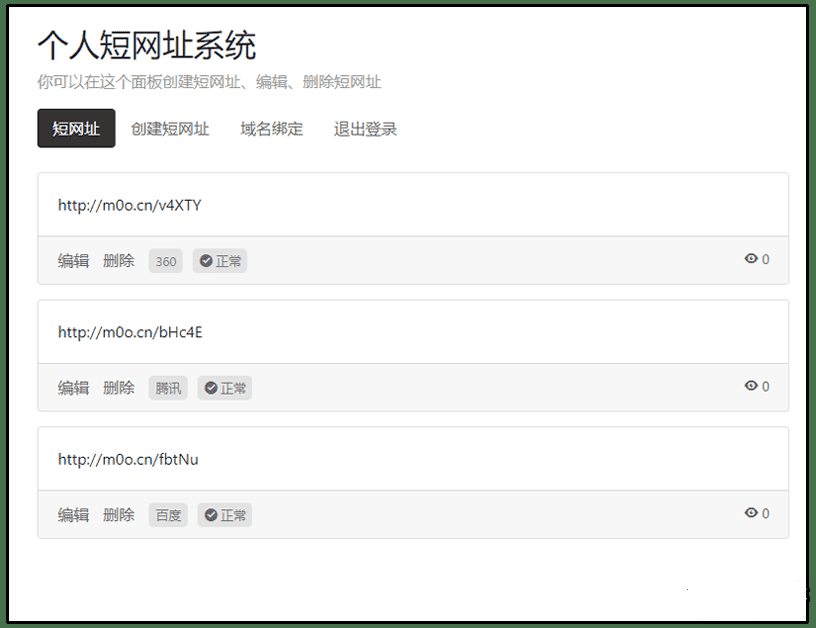 个人短网址系统
你可以在这个面板创建短网址、编辑、删除短网址
短网址 创建短网址 域名绑定 退出登录
http://m0o.cn/v4XTY
编辑 删除 360 正常 0
http://m0o.cn/bHc4E
编辑 删除 腾讯 正常 0
http://m0o.cn/fbtNu
编辑 删除 百度 正常 0